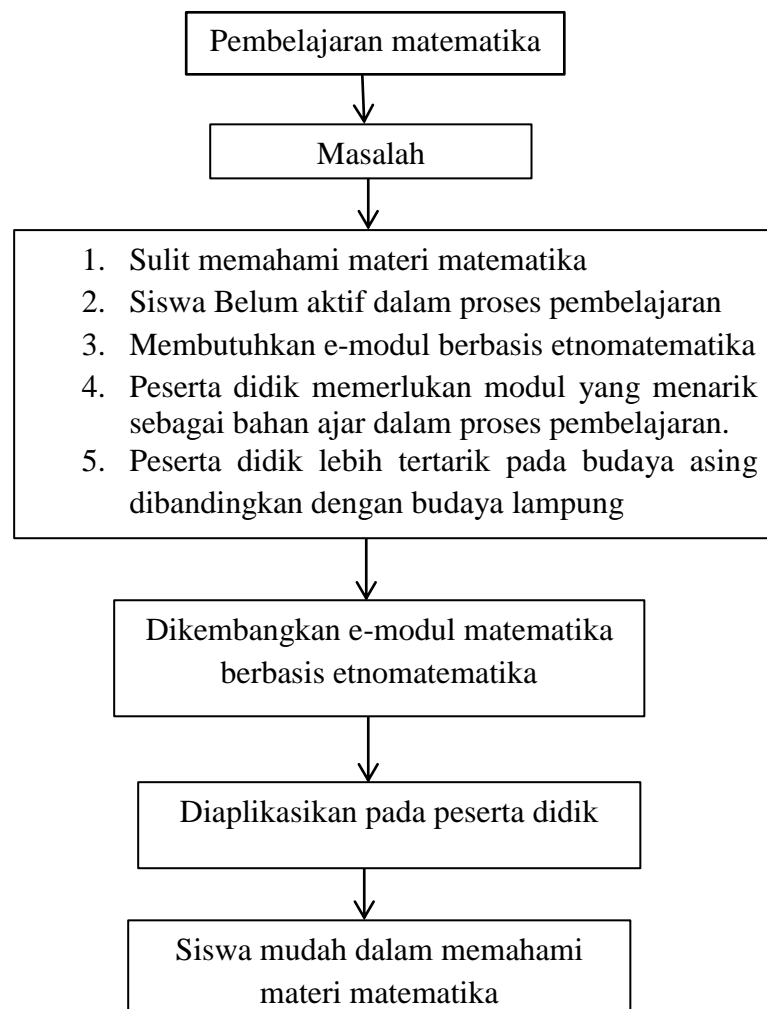 Pembelajaran matematika
Masalah
1. Sulit memahami materi matematika
2. Siswa Belum aktif dalam proses pembelajaran
3. Membutuhkan e-modul berbasis etnomatematika
4. Peserta didik memerlukan modul yang menarik
sebagai bahan ajar dalam proses pembelajaran.
5. Peserta didik lebih tertarik pada budaya asing
dibandingkan dengan budaya lampung
Dikembangkan e-modul matematika
berbasis etnomatematika
Diaplikasikan pada peserta didik
Siswa mudah dalam memahami
materi matematika